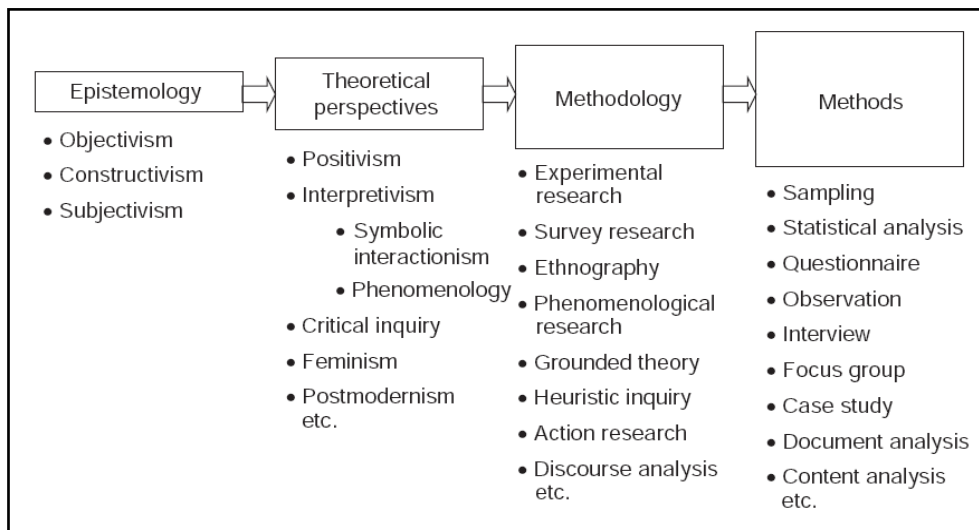 Epistemology
• Objectivism
• Constructivism
• Subjectivism
Theoretical
perspectives
• Positivism
• Interpretivism
• Symbolic
interactionism
• Phenomenology
• Critical inquiry
• Feminism
• Postmodernism
etc.
Methodology
• Experimental
research
• Survey research
• Ethnography
• Phenomenological
research
• Grounded theory
• Heuristic inquiry
• Action research
• Discourse analysis
etc.
Methods
• Sampling
• Statistical analysis
• Questionnaire
• Observation
• Interview
• Focus group
• Case study
• Document analysis
• Content analysis
etc.